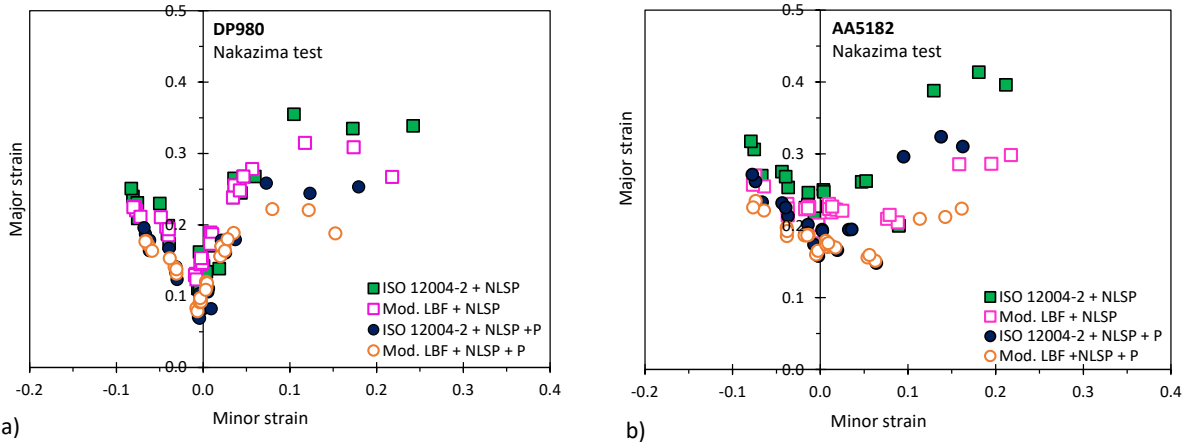 DP980
Nakazima test
Major strain
0.5
0.4
0.3
0.2
0.1
0.0
-0.2
-0.1
0.0
0.1
0.2
0.3
0.4
Minor strain
ISO 12004-2 + NLSP
Mod. LBF + NLSP
ISO 12004-2 + NLSP +P
Mod. LBF + NLSP + P
a)
AA5182
Nakazima test
Major strain
0.5
0.4
0.3
0.2
0.1
0.0
-0.2
-0.1
0.0
0.1
0.2
0.3
0.4
Minor strain
ISO 12004-2 + NLSP
Mod. LBF + NLSP
ISO 12004-2 + NLSP + P
Mod. LBF +NLSP + P
b)